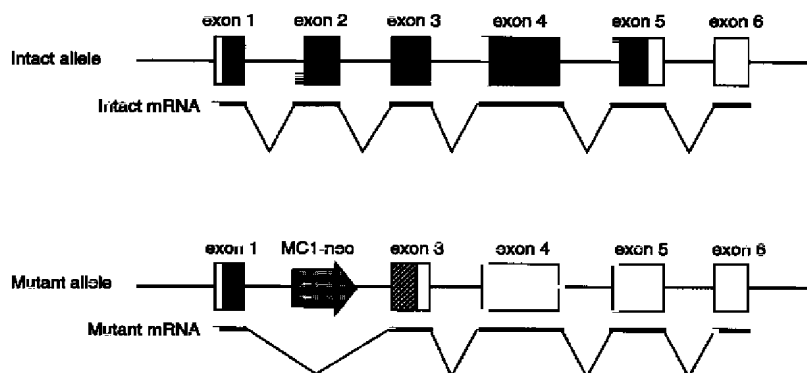 exon 1 exon 2 exon 3 exon 4 exon 5 exon 6
Intact allele
Intact mRNA
exon 1 MC1-neo exon 3 exon 4 exon 5 exon 6
Mutant allele
Mutant mRNA